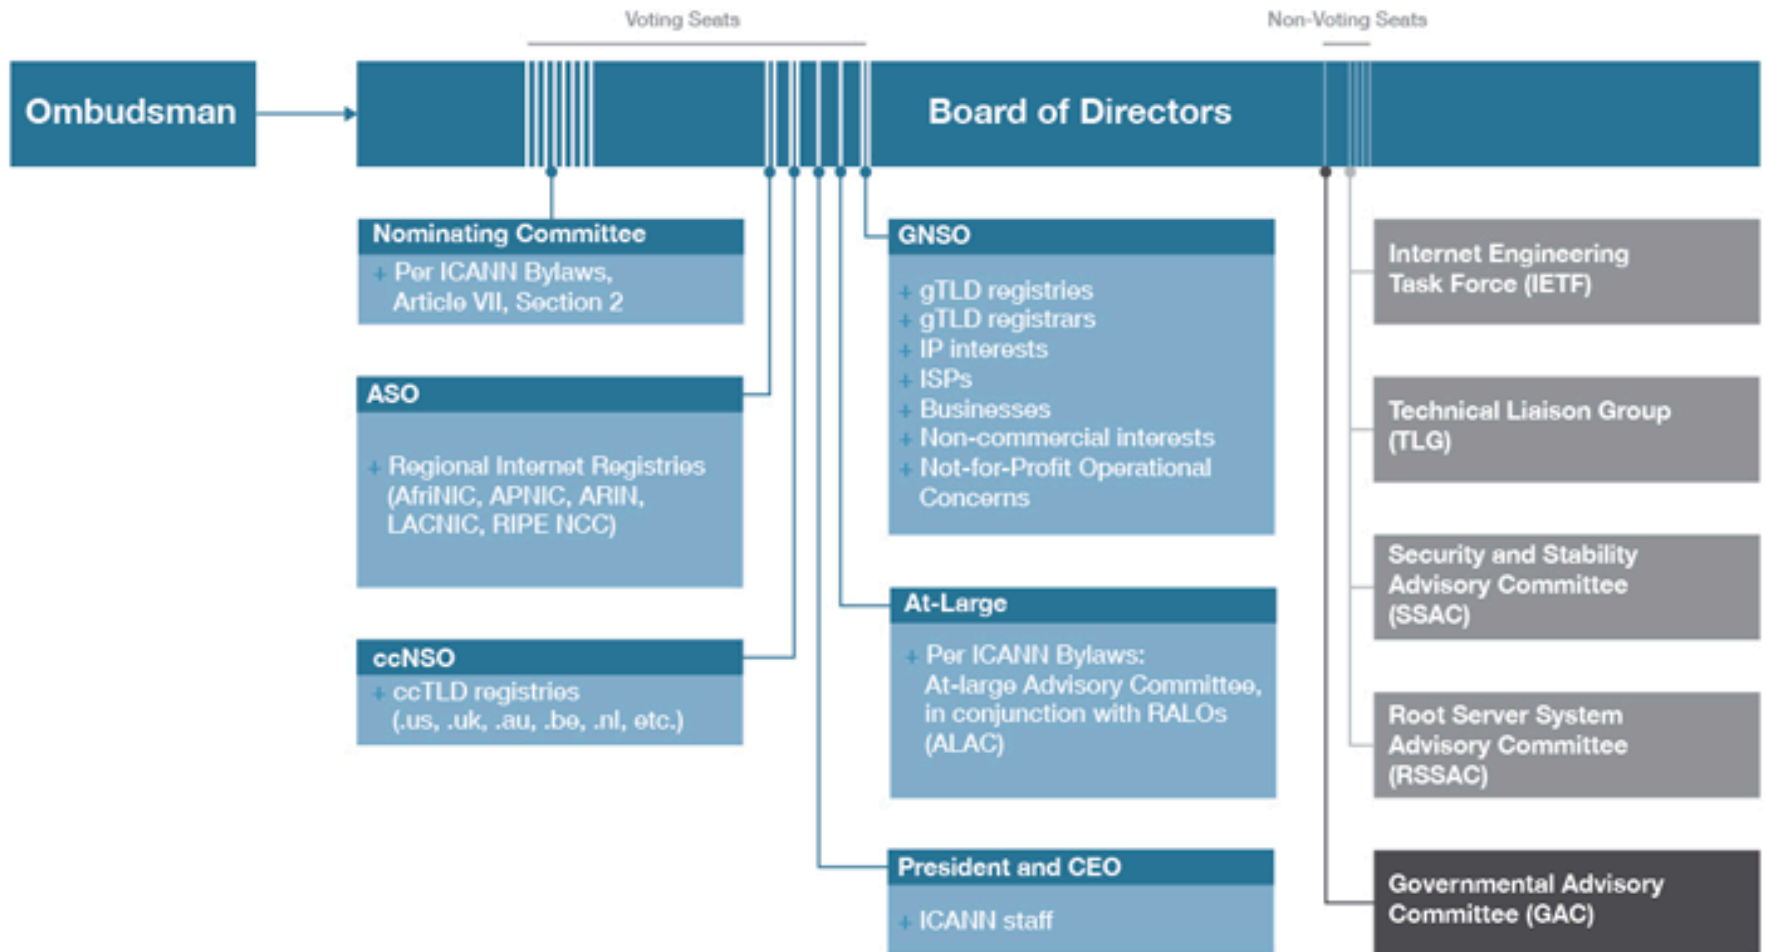 Voting Seats
Non-Voting Seats
Ombudsman
Board of Directors
Nominating Committee
+ Per ICANN Bylaws,
Article VII, Section 2
ASO
+ Regional Internet Registries
(AfriNIC, APNIC, ARIN,
LACNIC, RIPE NCC)
ccNSO
+ ccTLD registries
(.us, .uk, .au, .be, .nl, etc.)
GNSO
+ gTLD registries
+ gTLD registrars
+ IP interests
+ ISPs
+ Businesses
+ Non-commercial interests
+ Not-for-Profit Operational
Concerns
At-Large
+ Per ICANN Bylaws:
At-large Advisory Committee,
in conjunction with RALOs
(ALAC)
President and CEO
+ ICANN staff
Internet Engineering
Task Force (IETF)
Technical Liaison Group
(TLG)
Security and Stability
Advisory Committee
(SSAC)
Root Server System
Advisory Committee
(RSSAC)
Governmental Advisory
Committee (GAC)